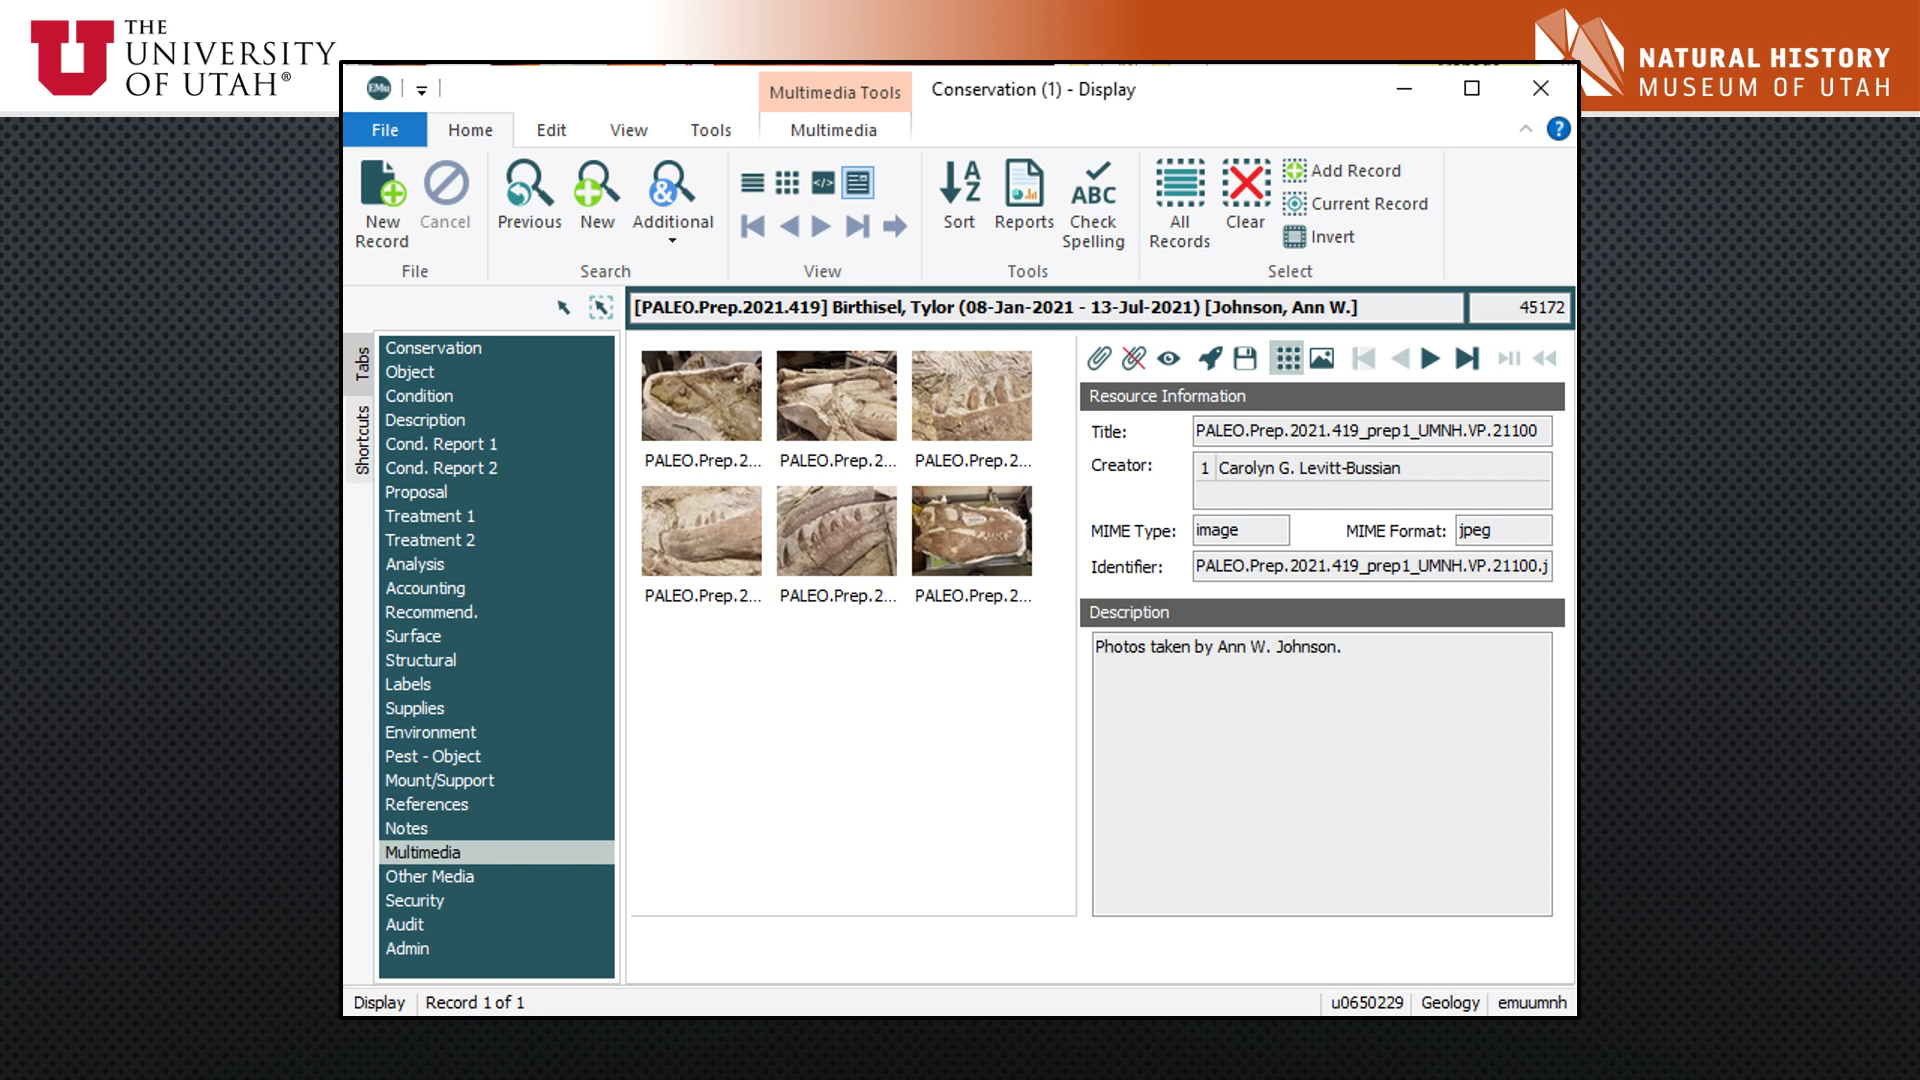 THE
UNIVERSITY
OF UTAH®
NATURAL HISTORY
MUSEUM OF UTAH
EMu
Multimedia Tools
Conservation (1) - Display
File
Home
Edit
View
Tools
Multimedia
?
New
Record
Cancel
Previous
New
&
Additional
</>
A
Z
Sort
Reports
ABC
Check
Spelling
All
Records
Clear
Add Record
Current Record
Invert
File
Search
View
Tools
Select
[PALEO.Prep.2021.419] Birthisel, Tylor (08-Jan-2021 - 13-Jul-2021) [Johnson, Ann W.]
45172
Tabs
Shortcuts
Conservation
Object
Condition
Description
Cond. Report 1
Cond. Report 2
Proposal
Treatment 1
Treatment 2
Analysis
Accounting
Recommend.
Surface
Structural
Labels
Supplies
Environment
Pest - Object
Mount/Support
References
Notes
Multimedia
Other Media
Security
Audit
Admin
PALEO.Prep.2...
PALEO.Prep.2...
PALEO.Prep.2...
PALEO.Prep.2...
PALEO.Prep.2...
PALEO.Prep.2...
Resource Information
Title: PALEO.Prep.2021.419_prep1_UMNH.VP.21100
Creator: 1 Carolyn G. Levitt-Bussian
MIME Type: image MIME Format: jpeg
Identifier: PALEO.Prep.2021.419_prep1_UMNH.VP.21100.j
Description
Photos taken by Ann W. Johnson.
Display
Record 1 of 1
u0650229
Geology
emuumnh